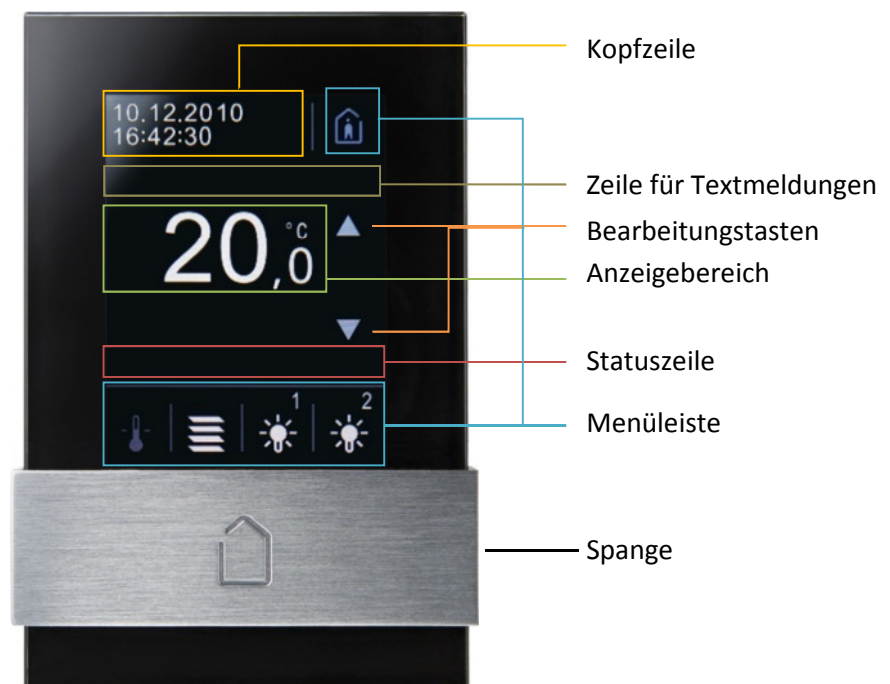 Kopfzeile
10.12.2010
16:42:30
Zeile für Textmeldungen
Bearbeitungstasten
20,0 °C
Anzeigebereich
Statuszeile
1
2
Menüleiste
Spange